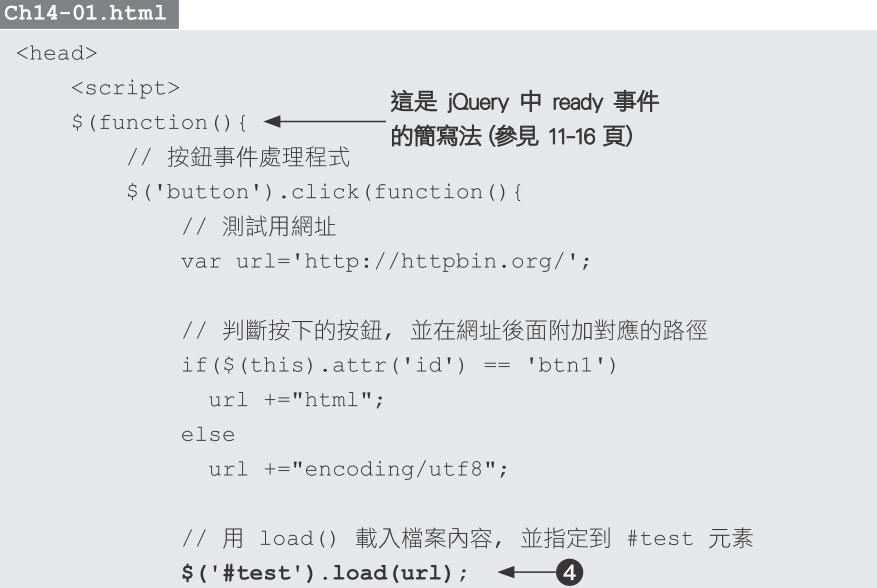 Ch14-01.html
<head>
<script>
$(function(){
這是 jQuery 中 ready 事件
的簡寫法 (參見 11-16 頁)
// 按鈕事件處理程式
$('button').click(function(){
// 測試用網址
var url='http://httpbin.org/';
// 判斷按下的按鈕, 並在網址後面附加對應的路徑
if($(this).attr('id') == 'btn1')
url +="html";
else
url +="encoding/utf8";
// 用 load() 載入檔案內容, 並指定到 #test 元素
$('#test').load(url); 4